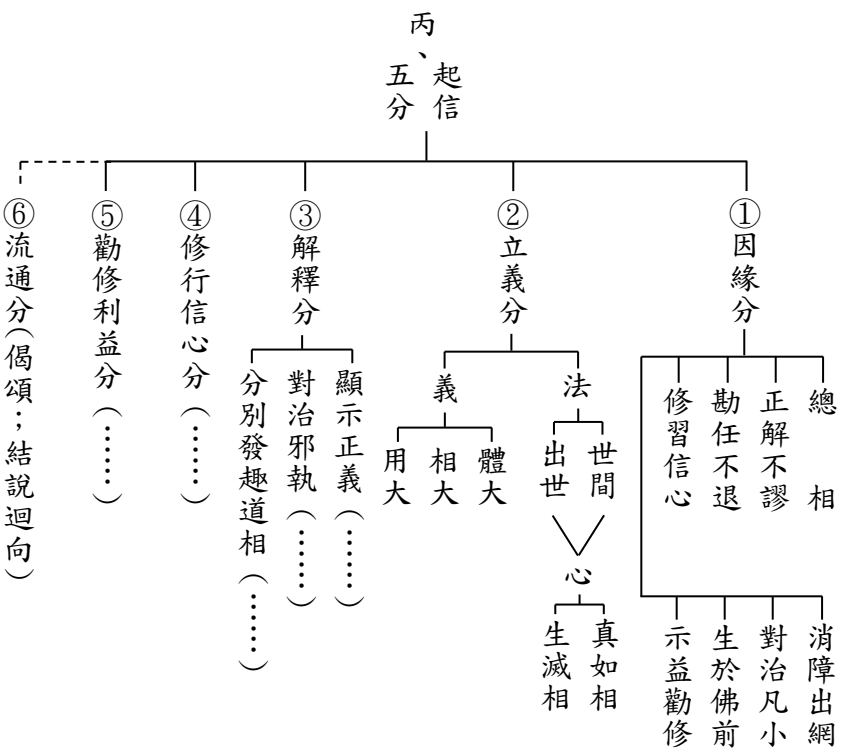 丙、起信五分
①因緣分
總相
正解不謬
勘任不退
修習信心
消障出網
對治凡小
生於佛前
示益勸修
②立義分
法
世間
出世
心
真如相
生滅相
義
體大
相大
用大
③解釋分
顯示正義（……）
對治邪執（……）
分別發趣道相（……）
④修行信心分（……）
⑤勸修利益分（……）
⑥流通分（偈頌；結說迴向）